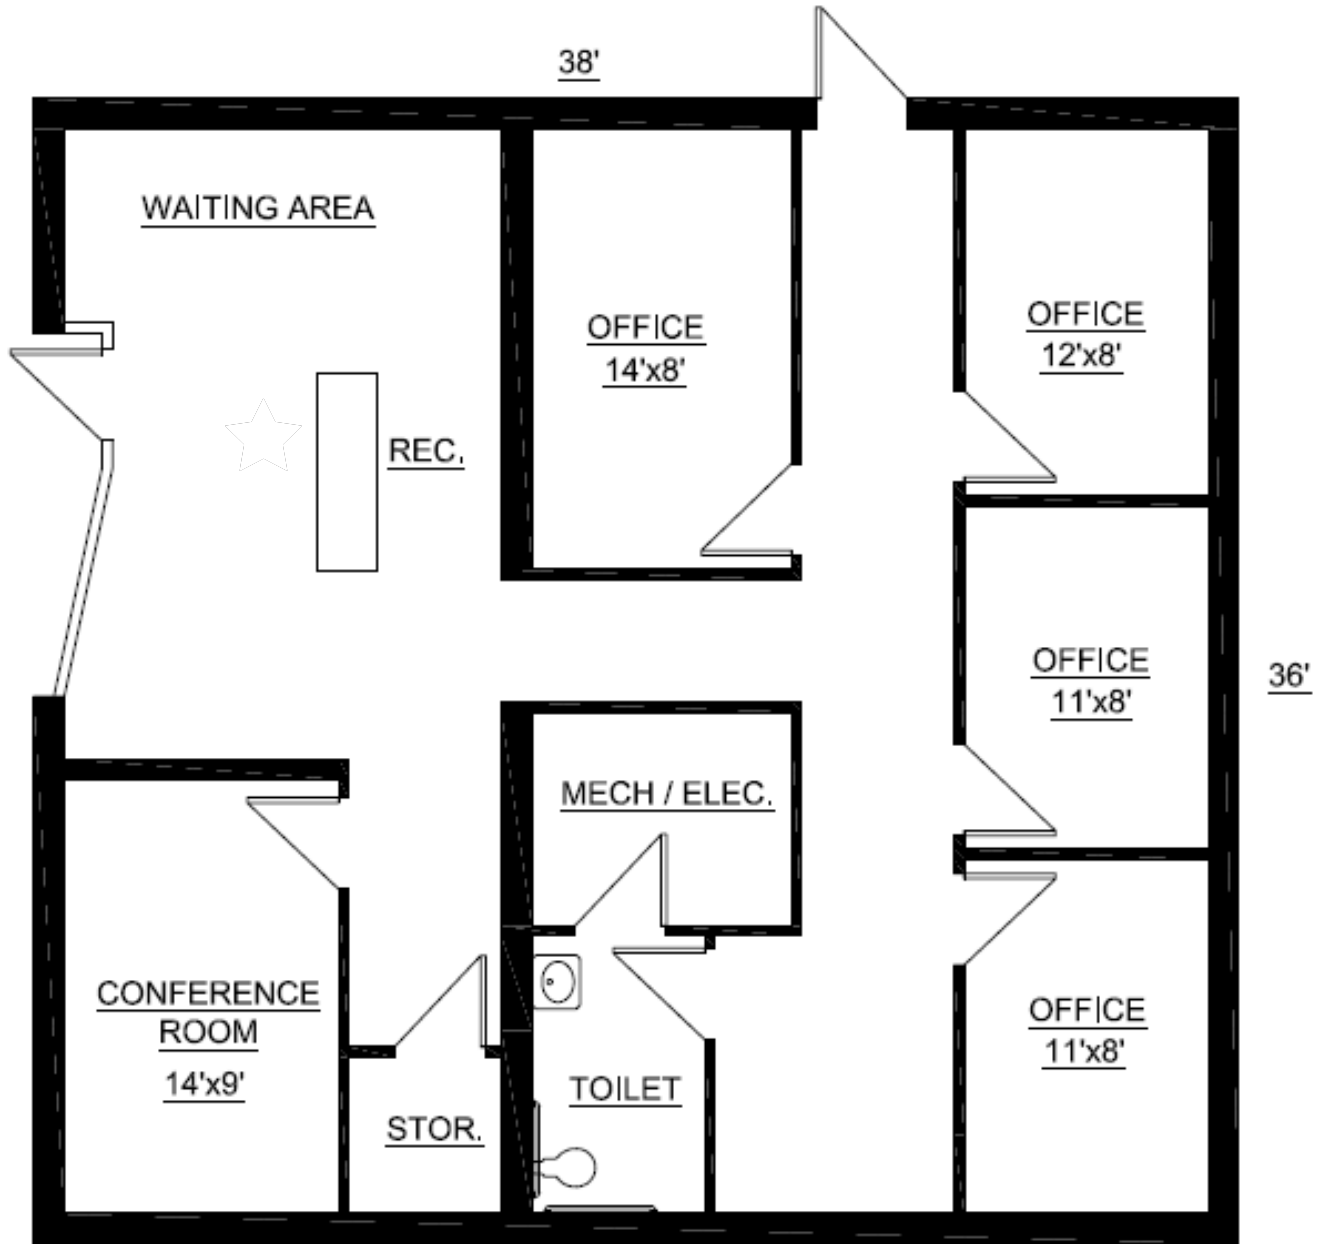 38'
WAITING AREA
OFFICE
14'x8'
OFFICE
12'x8'
REC.
OFFICE
11'x8'
36'
MECH / ELEC.
CONFERENCE
ROOM
14'x9'
OFFICE
11'x8'
TOILET
STOR.